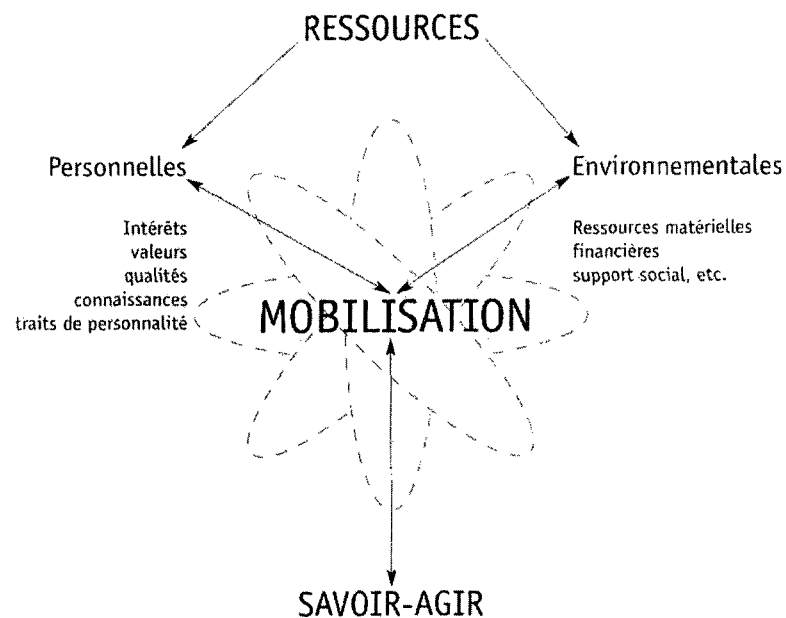 RESSOURCES
Personnelles
Environnementales
Intérêts
valeurs
qualités
connaissances
traits de personnalité
Ressources matérielles
financières
support social, etc.
MOBILISATION
SAVOIR-AGIR